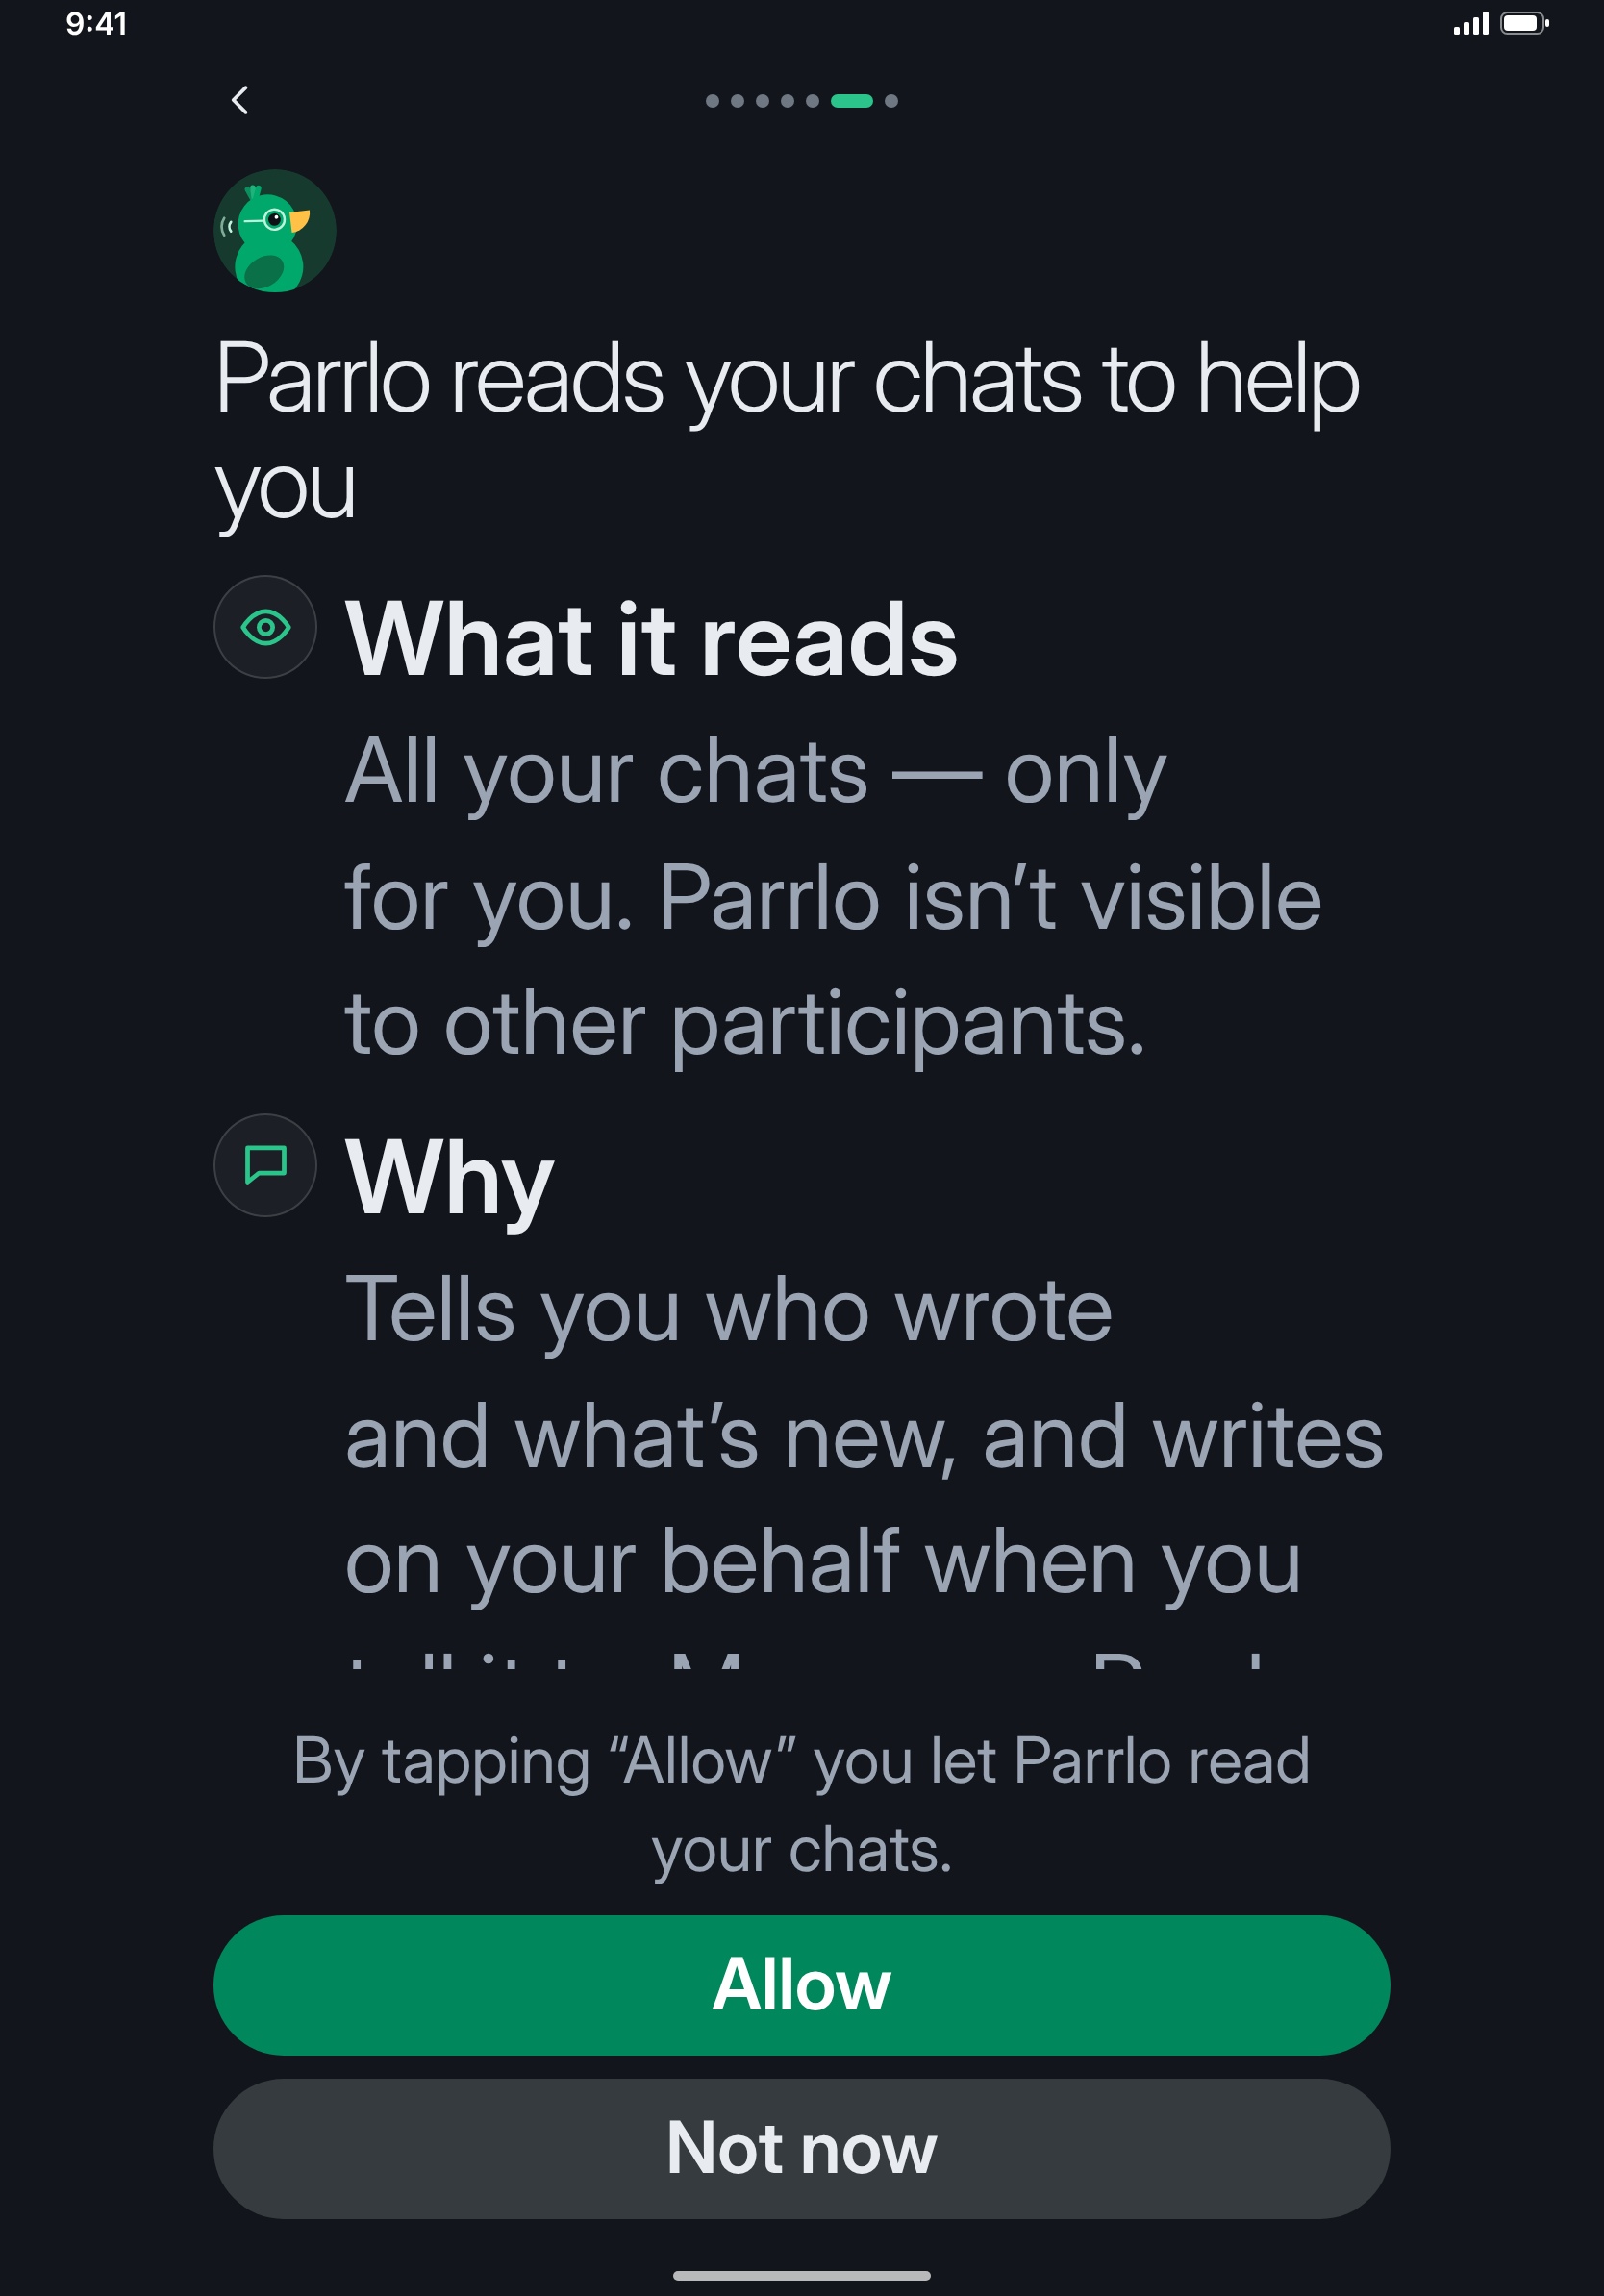 9:41
Parrlo reads your chats to help
you
What it reads
All your chats — only
for you. Parrlo isn’t visible
to other participants.
Why
Tells you who wrote
and what’s new, and writes
on your behalf when you
By tapping “Allow” you let Parrlo read
your chats.
Allow
Not now